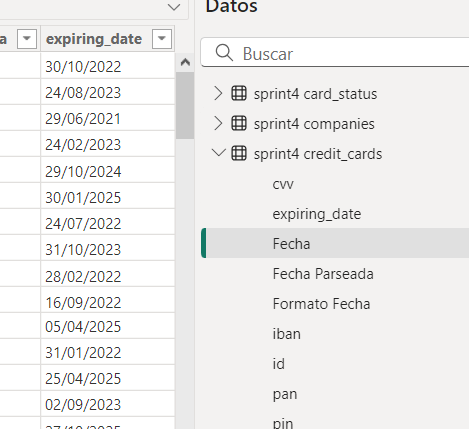 a
expiring_date
30/10/2022
24/08/2023
29/06/2021
24/02/2023
29/10/2024
30/01/2025
24/07/2022
31/10/2023
28/02/2022
16/09/2022
05/04/2025
31/01/2022
25/04/2025
02/09/2023
27/10/2025
Datos
Buscar
sprint4 card_status
sprint4 companies
sprint4 credit_cards
cvv
expiring_date
Fecha
Fecha Parseada
Formato Fecha
iban
id
pan
pin